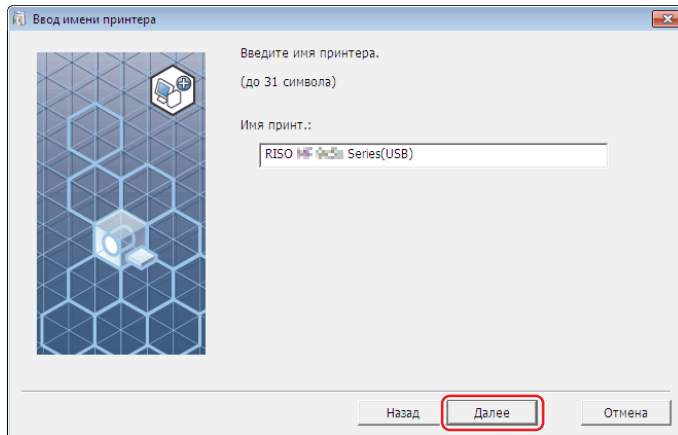 Ввод имени принтера
Введите имя принтера.
(до 31 символа)
Имя принт.:
RISO Series(USB)
Назад Далее Отмена